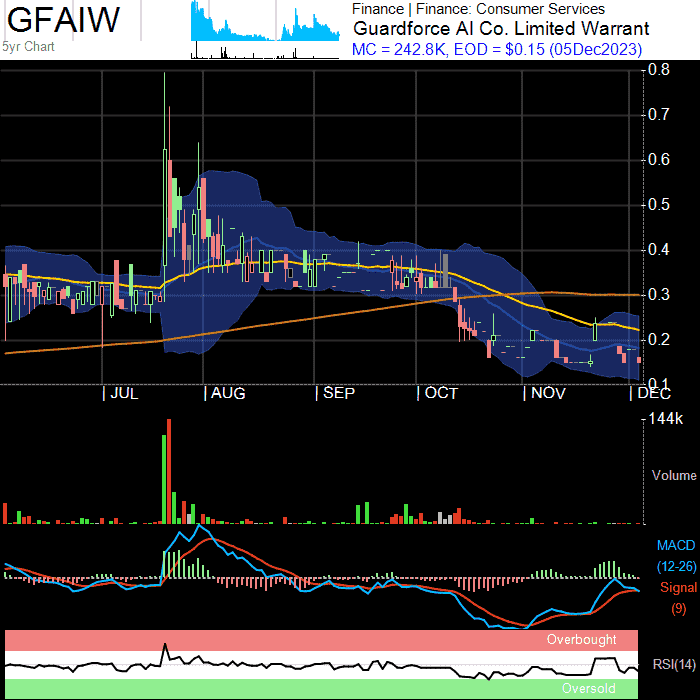 GFAIW
5yr Chart
Finance | Finance: Consumer Services
Guardforce AI Co. Limited Warrant
MC = 242.8K, EOD = $0.15 (05Dec2023)
0.8
0.7
0.6
0.5
0.4
0.3
0.2
0.1
JUL AUG SEP OCT NOV DEC
144k
Volume
MACD
(12-26)
Signal
(9)
Overbought
RSI(14)
Oversold